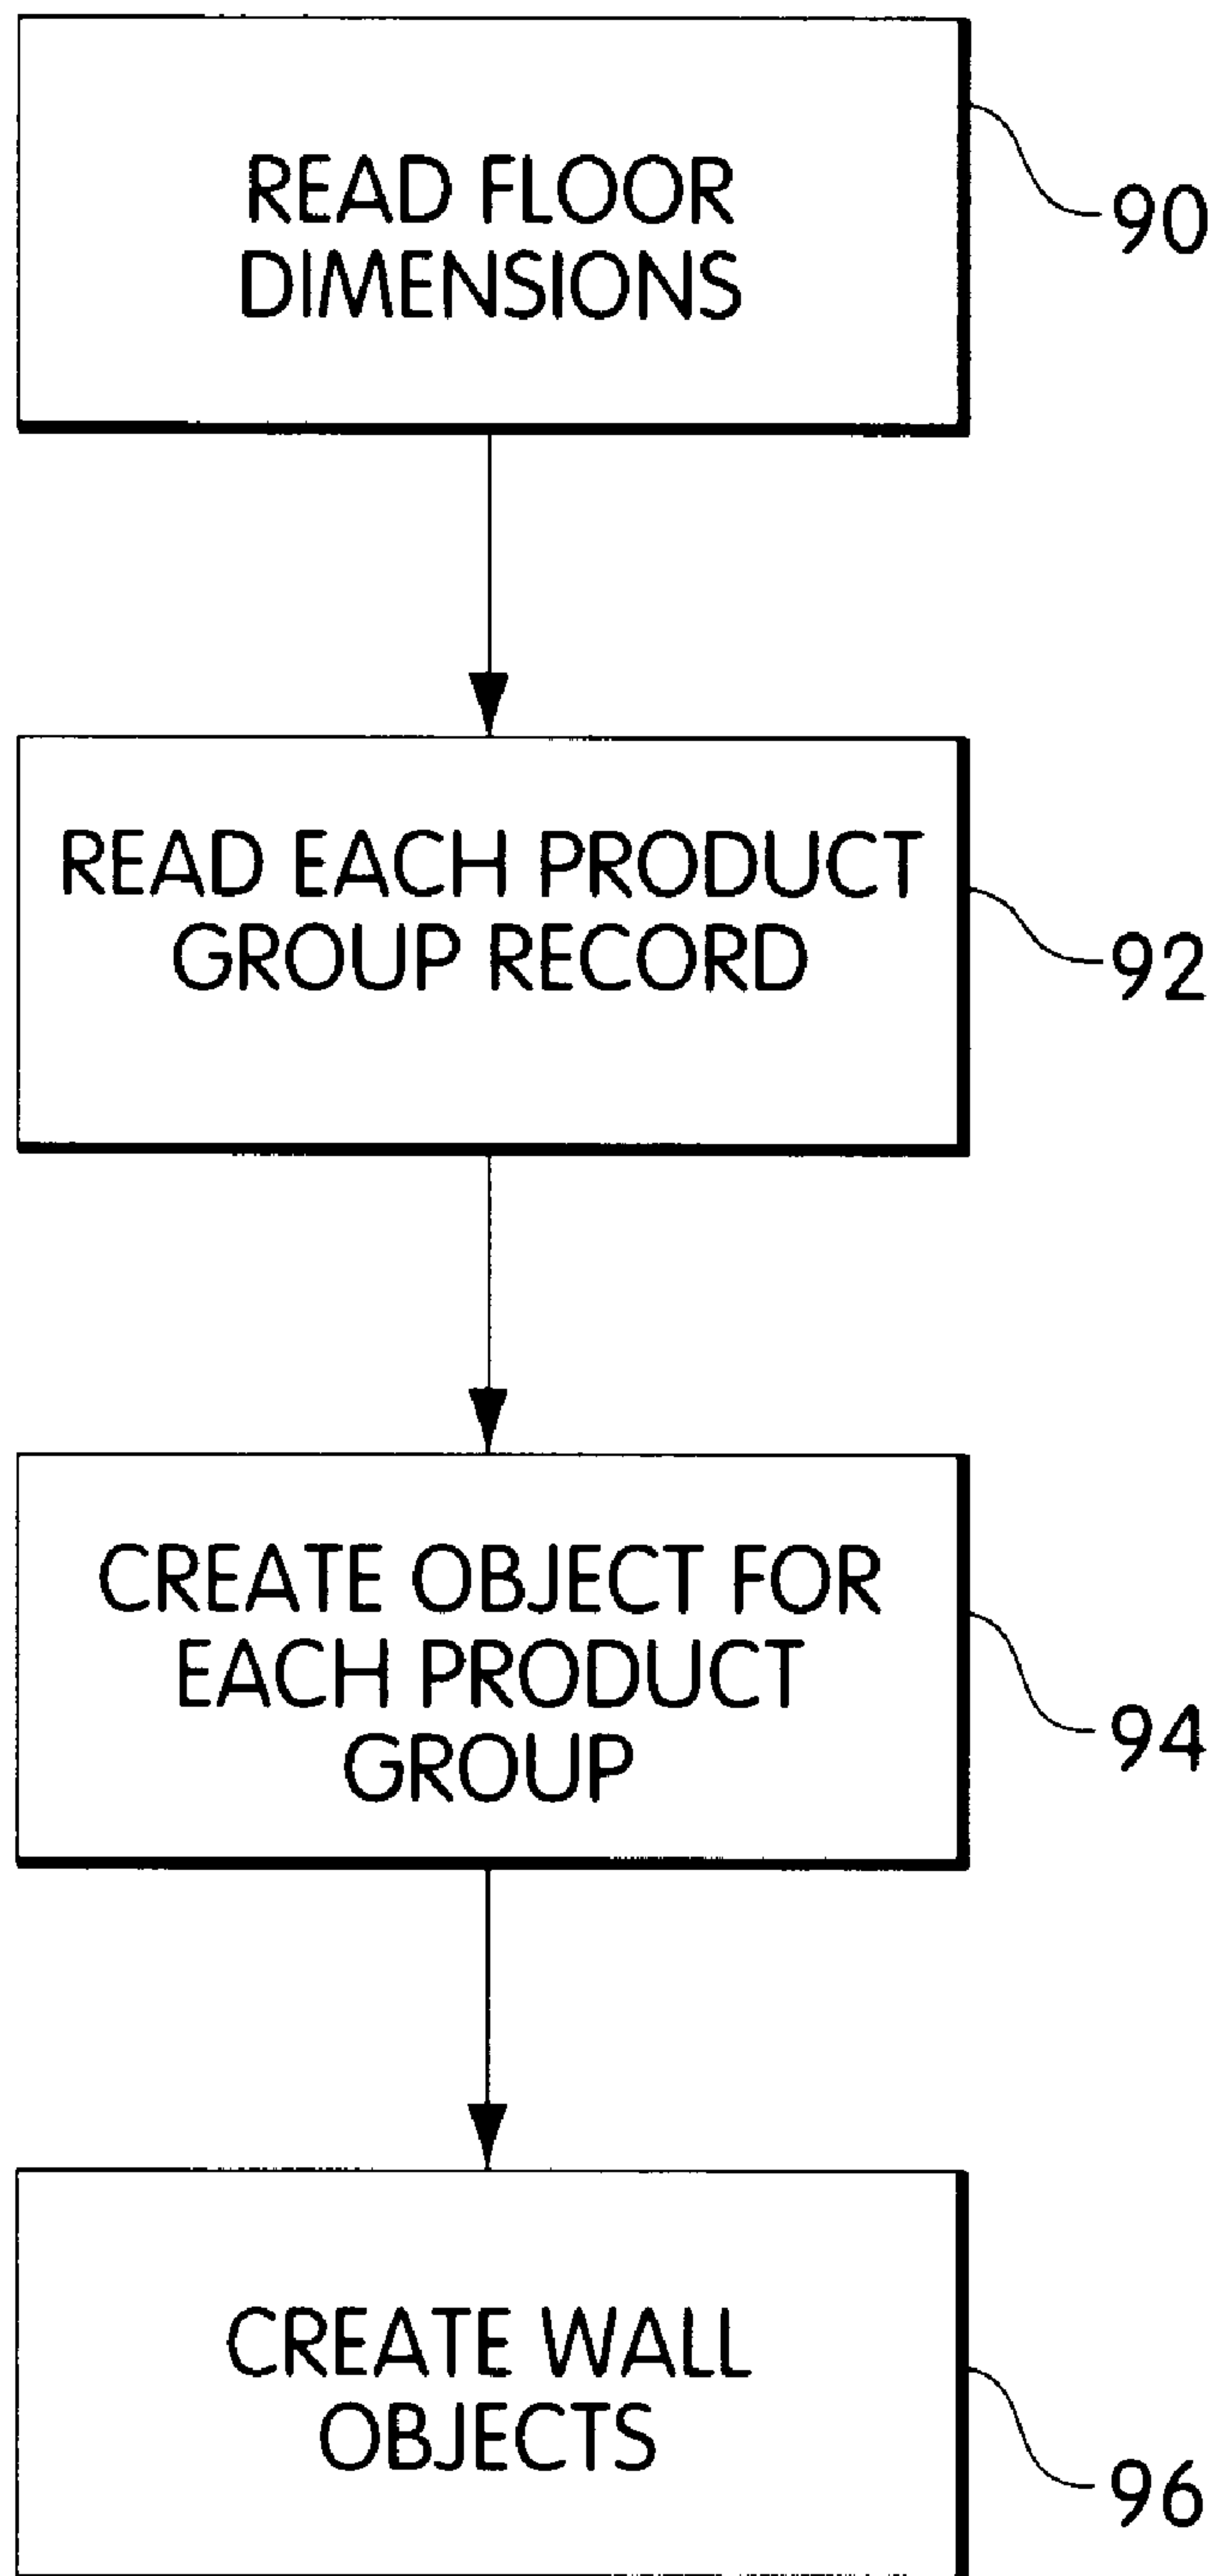 READ FLOOR
DIMENSIONS
90
READ EACH PRODUCT
GROUP RECORD
92
CREATE OBJECT FOR
EACH PRODUCT
GROUP
94
CREATE WALL
OBJECTS
96